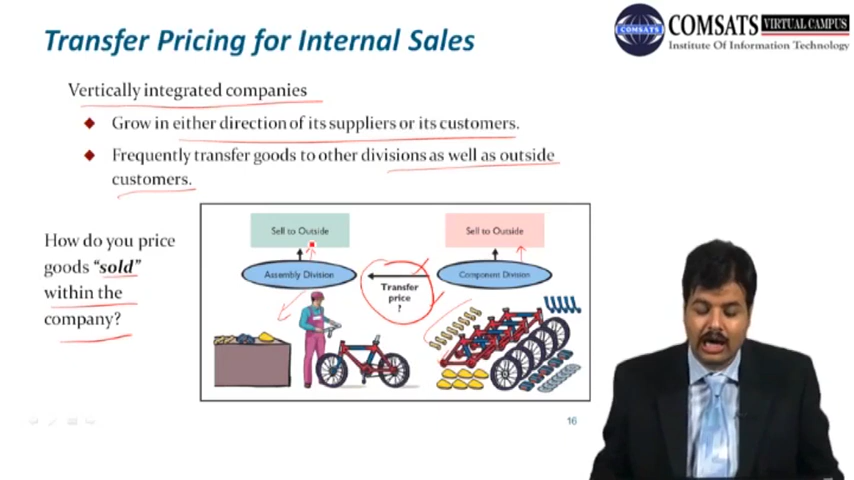 Transfer Pricing for Internal Sales
COMSATS VIRTUAL CAMPUS
Institute Of Information Technology
COMSATS
Vertically integrated companies
Grow in either direction of its suppliers or its customers.
Frequently transfer goods to other divisions as well as outside
customers.
How do you price
goods “sold”
within the
company?
Sell to Outside
Sell to Outside
Assembly Division
Component Division
Transfer
price
?
16